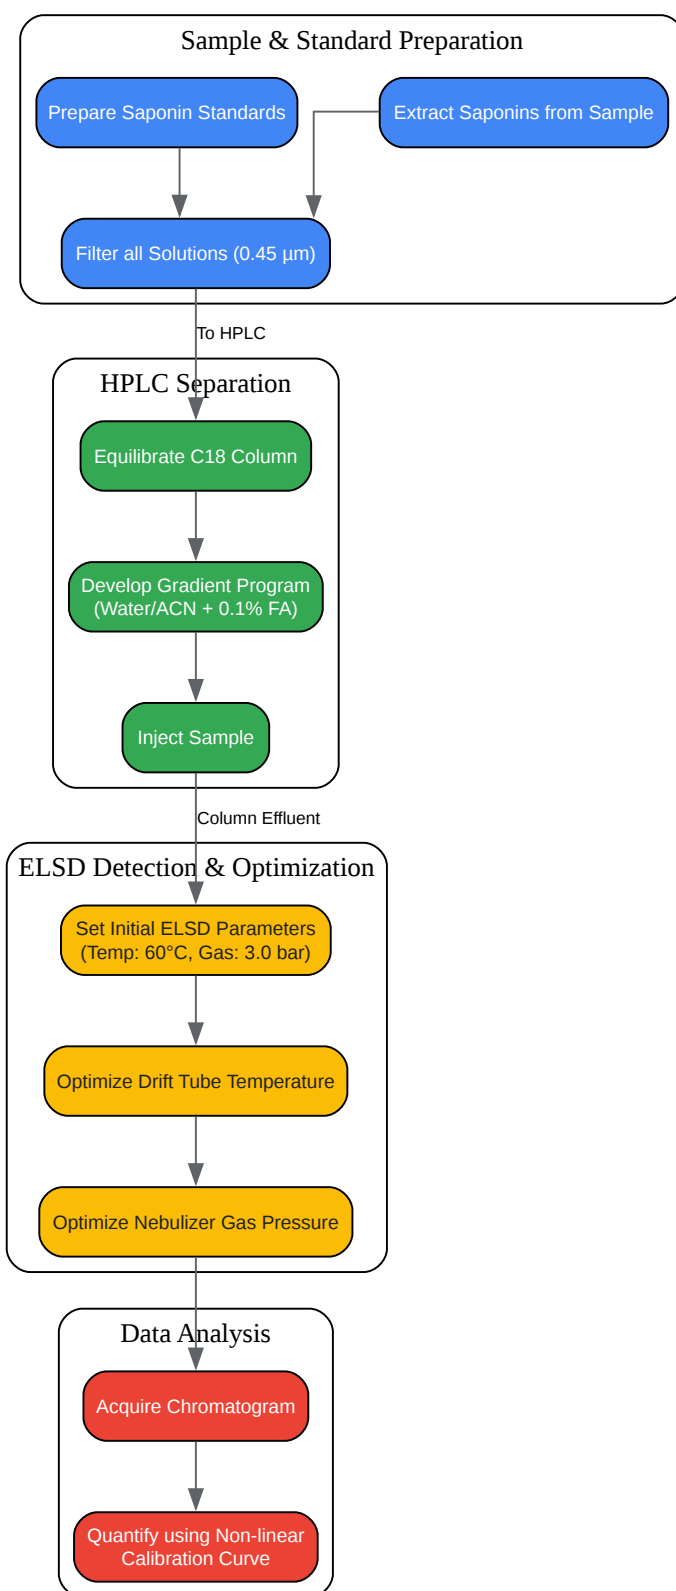 Sample & Standard Preparation
Prepare Saponin Standards
Extract Saponins from Sample
Filter all Solutions (0.45 µm)
To HPLC
HPLC Separation
Equilibrate C18 Column
Develop Gradient Program
(Water/ACN + 0.1% FA)
Inject Sample
Column Effluent
ELSD Detection & Optimization
Set Initial ELSD Parameters
(Temp: 60°C, Gas: 3.0 bar)
Optimize Drift Tube Temperature
Optimize Nebulizer Gas Pressure
Data Analysis
Acquire Chromatogram
Quantify using Non-linear
Calibration Curve